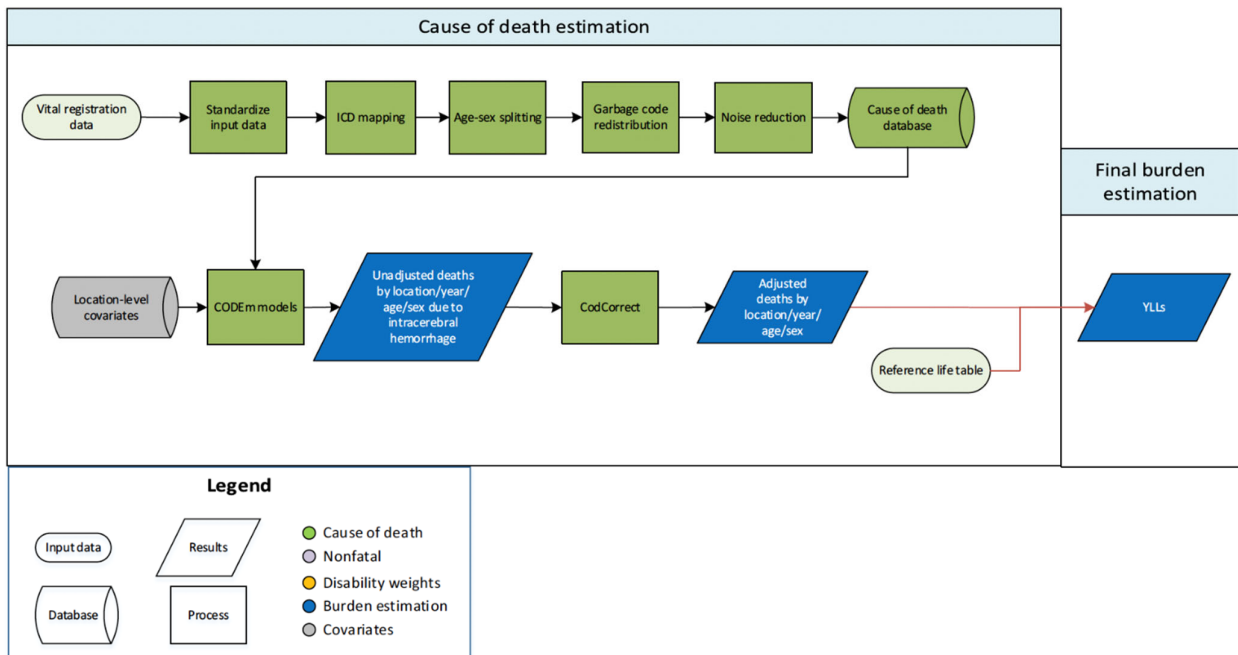 Cause of death estimation
Vital registration
data
Standardize
input data
ICD mapping
Age-sex splitting
Garbage code
redistribution
Noise reduction
Cause of death
database
Final burden
estimation
Location-level
covariates
CODEm models
Unadjusted deaths
by location/year/
age/sex due to
intracerebral
hemorrhage
CodCorrect
Adjusted
deaths by
location/year/
age/sex
YLLs
Reference life table
Legend
Input data
Results
Database
Process
Cause of death
Nonfatal
Disability weights
Burden estimation
Covariates